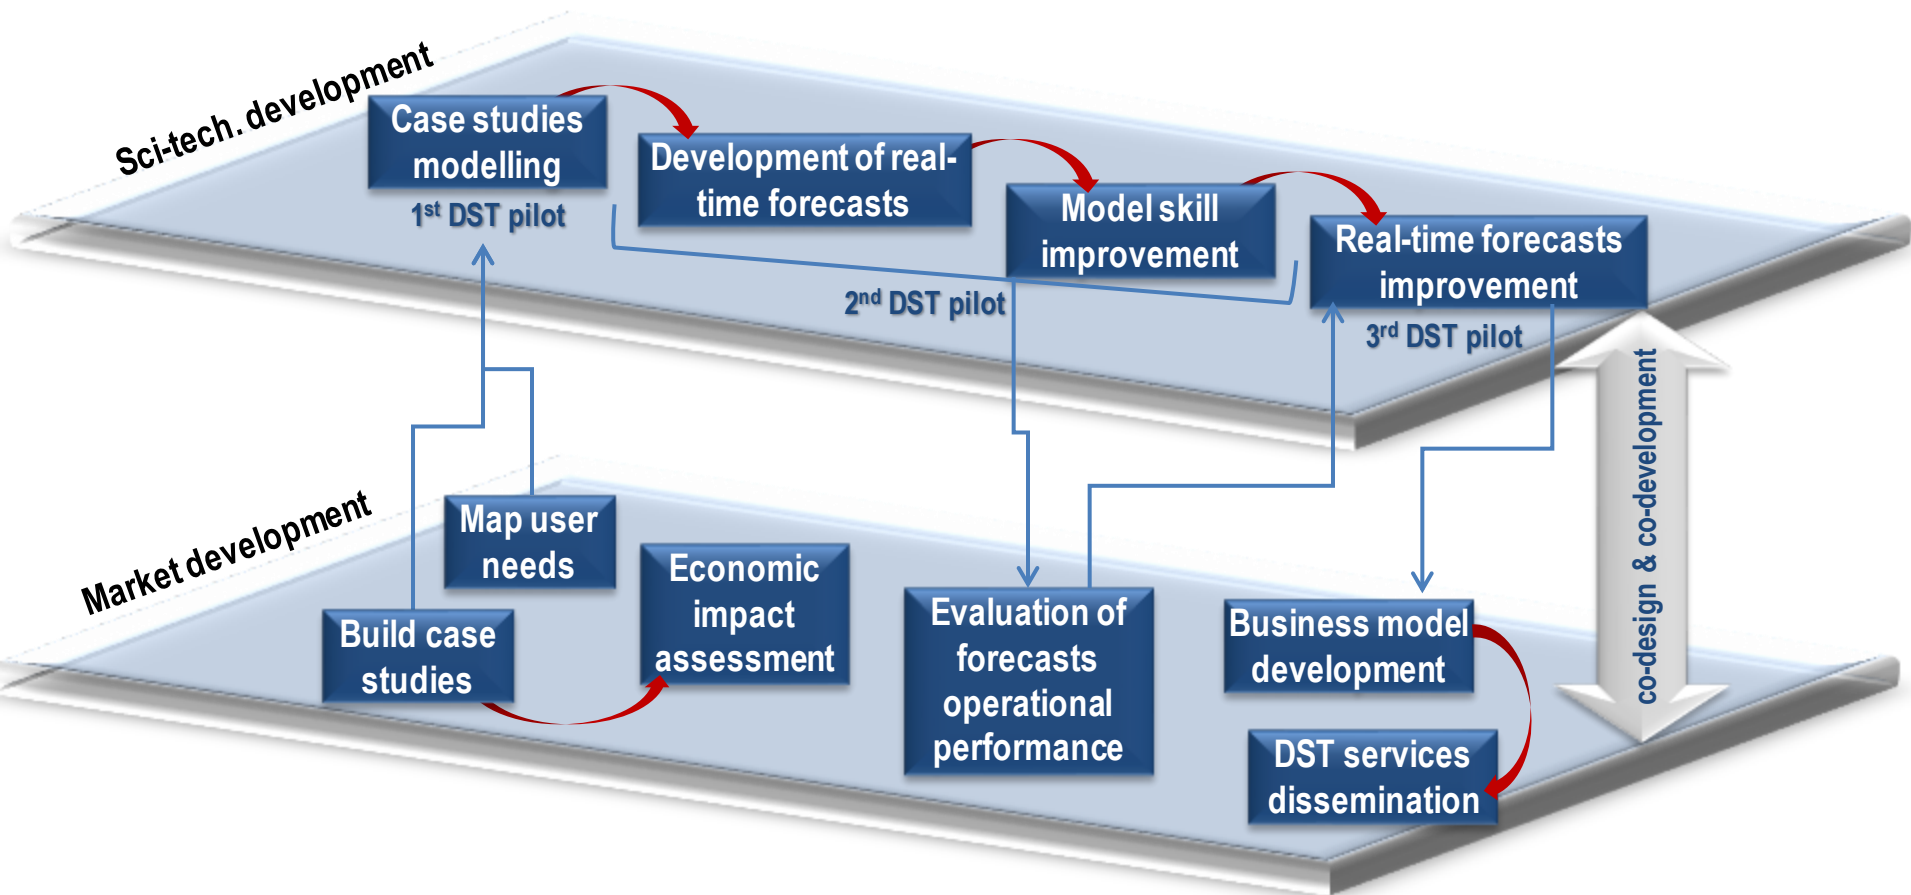 Sci-tech. development
Case studies
modelling
1st DST pilot
Development of real-
time forecasts
Model skill
improvement
2nd DST pilot
Real-time forecasts
improvement
3rd DST pilot
co-design & co-development
Market development
Map user
needs
Build case
studies
Economic
impact
assessment
Evaluation of
forecasts
operational
performance
Business model
development
DST services
dissemination